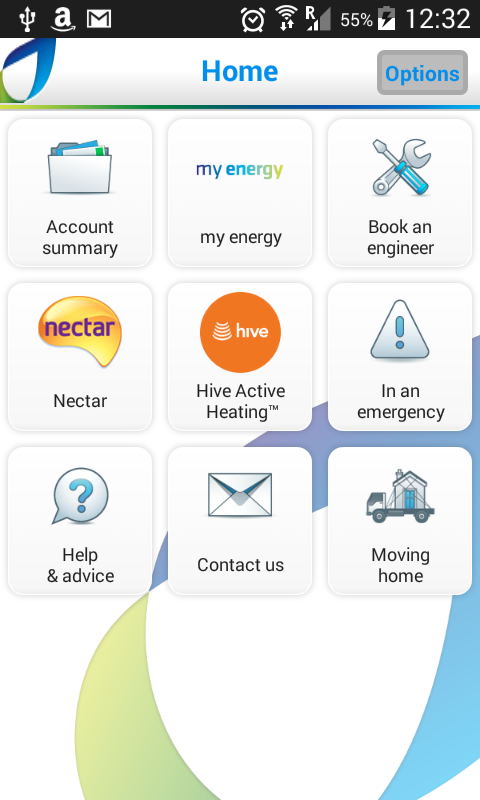 R 55% 12:32
Home
Options
my energy
Account
summary
my energy
Book an
engineer
nectar
Nectar
hive
Hive Active
Heating™
In an
emergency
Help
& advice
Contact us
Moving
home